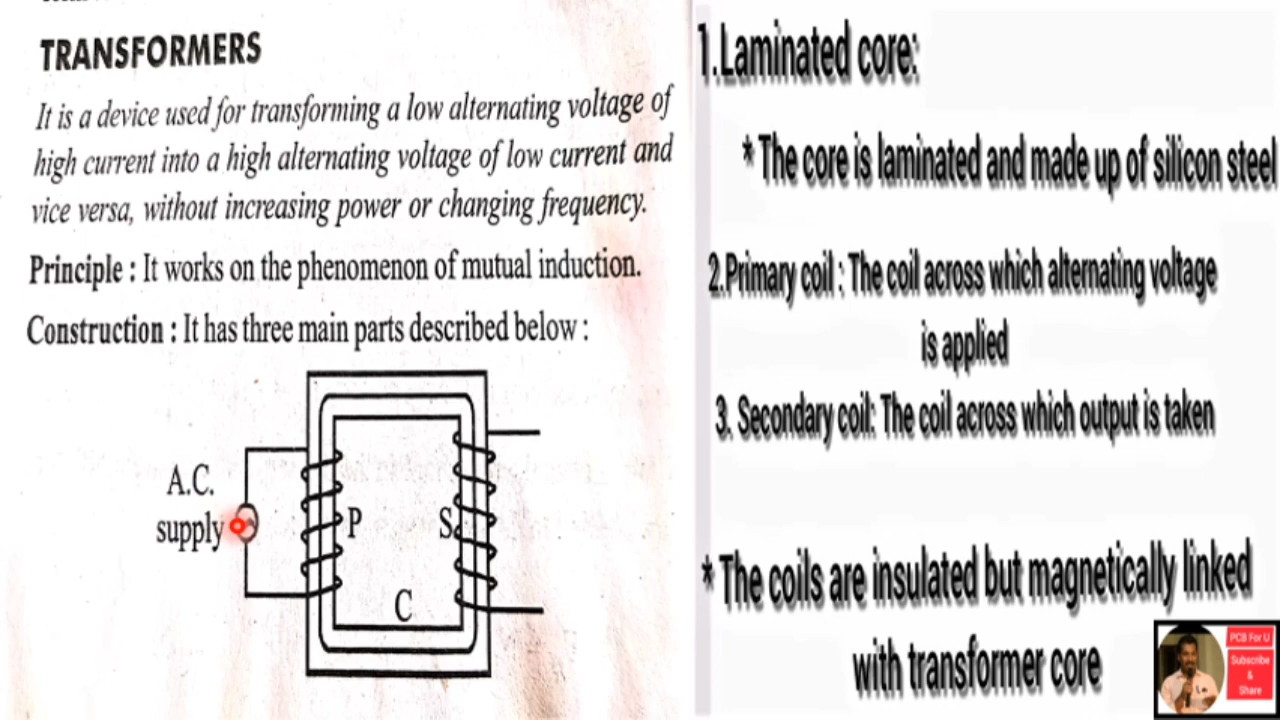 TRANSFORMERS
It is a device used for transforming a low alternating voltage of
high current into a high alternating voltage of low current and
vice versa, without increasing power or changing frequency.
Principle : It works on the phenomenon of mutual induction.
Construction : It has three main parts described below :
A.C.
supply
P
S
C
1.Laminated core:
* The core is laminated and made up of silicon steel
2.Primary coil : The coil across which alternating voltage
is applied
3. Secondary coil: The coil across which output is taken
* The coils are insulated but magnetically linked
with transformer core
PCB For U
Subscribe
&
Share